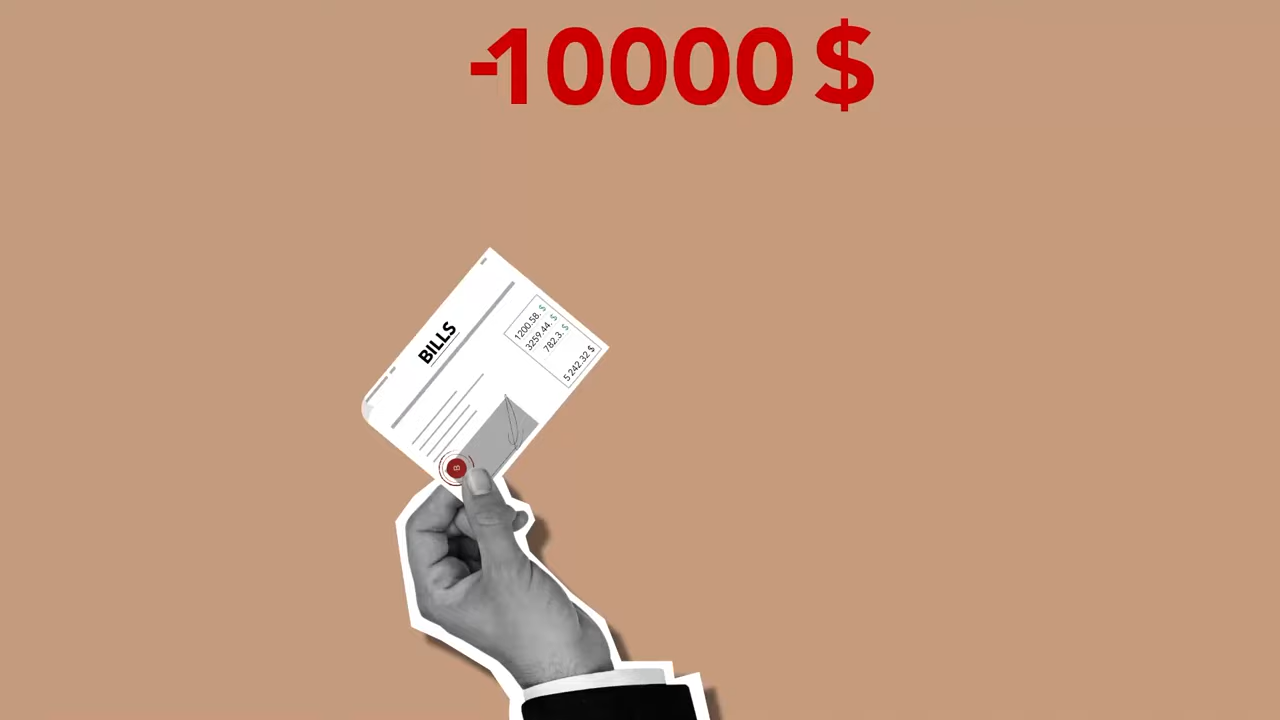 -10000 $
BILLS
1200.58. $
3259.44. $
782.3. $
5 242.32 $
B